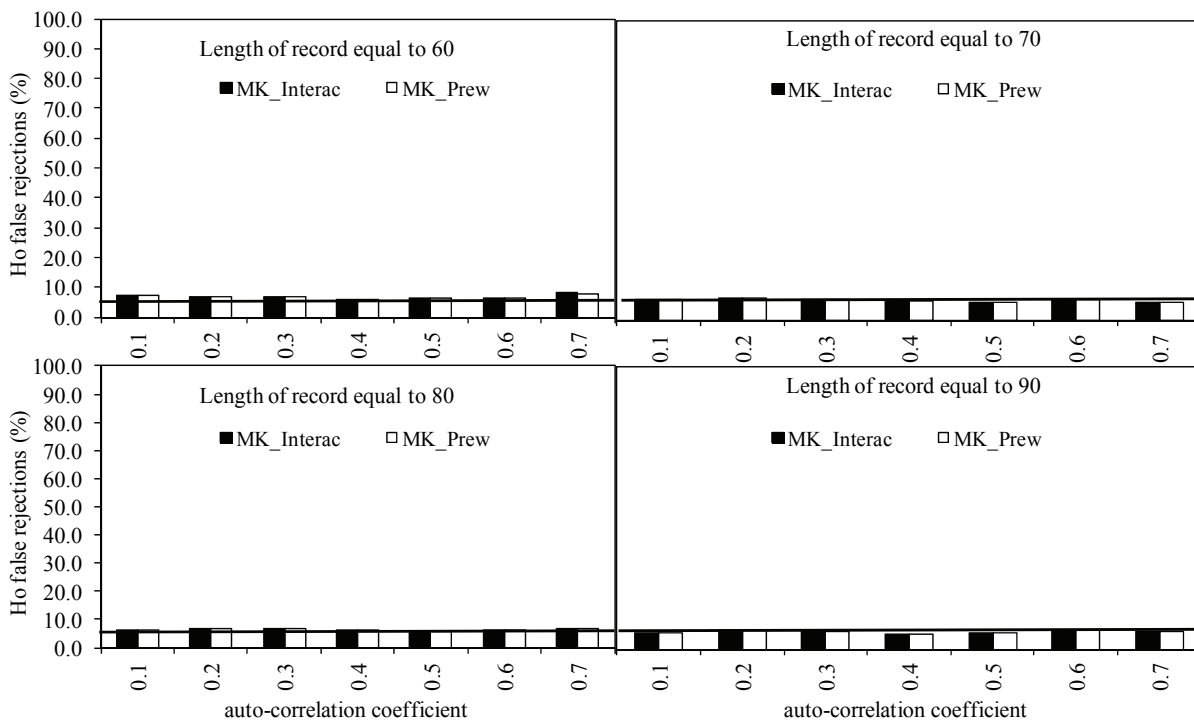 Length of record equal to 60
MK_Interac MK_Prew
Ho false rejections (%)
100.0
90.0
80.0
70.0
60.0
50.0
40.0
30.0
20.0
10.0
0.0
0.1 0.2 0.3 0.4 0.5 0.6 0.7
Length of record equal to 70
MK_Interac MK_Prew
0.1 0.2 0.3 0.4 0.5 0.6 0.7
Length of record equal to 80
MK_Interac MK_Prew
Ho false rejections (%)
100.0
90.0
80.0
70.0
60.0
50.0
40.0
30.0
20.0
10.0
0.0
0.1 0.2 0.3 0.4 0.5 0.6 0.7
auto-correlation coefficient
Length of record equal to 90
MK_Interac MK_Prew
0.1 0.2 0.3 0.4 0.5 0.6 0.7
auto-correlation coefficient